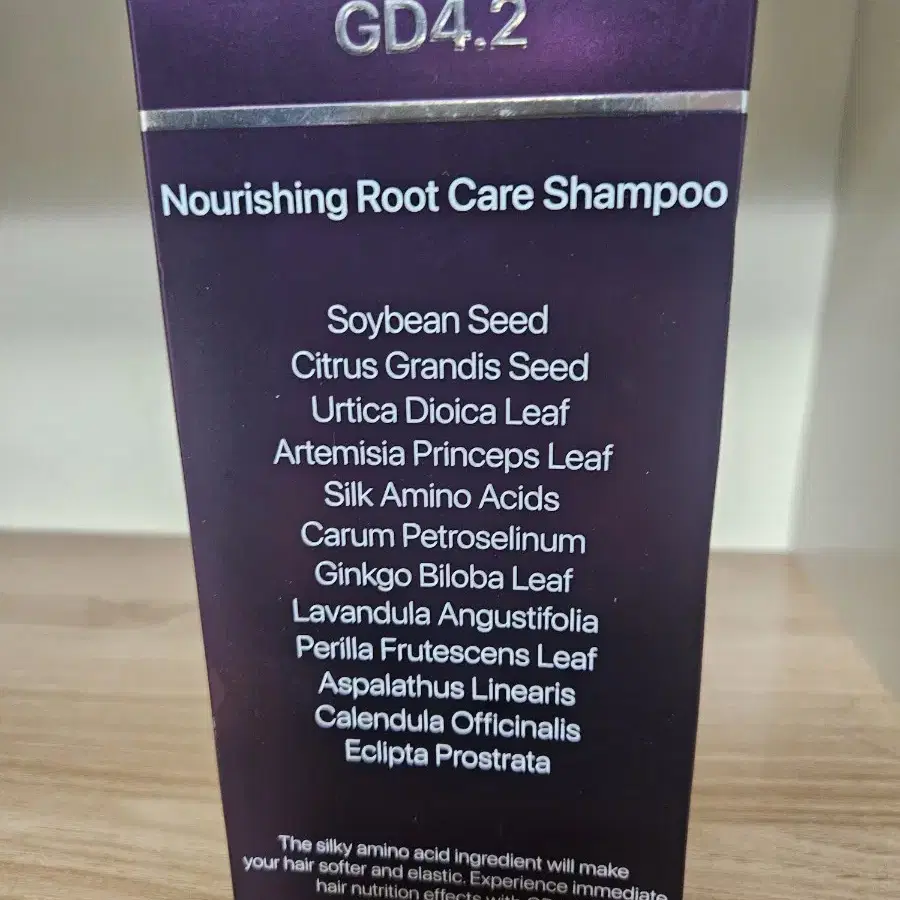 GD4.2
Nourishing Root Care Shampoo
Soybean Seed
Citrus Grandis Seed
Urtica Dioica Leaf
Artemisia Princeps Leaf
Silk Amino Acids
Carum Petroselinum
Ginkgo Biloba Leaf
Lavandula Angustifolia
Perilla Frutescens Leaf
Aspalathus Linearis
Calendula Officinalis
Eclipta Prostrata
The silky amino acid ingredient will make
your hair softer and elastic. Experience immediate
hair nutrition effects with